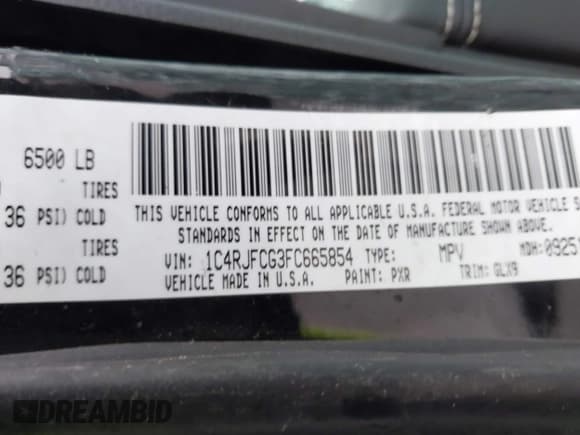 6500 LB
TIRES
36 PSI) COLD
TIRES
36 PSI) COLD
THIS VEHICLE CONFORMS TO ALL APPLICABLE U.S.A. FEDERAL MOTOR VEHICLE
STANDARDS IN EFFECT ON THE DATE OF MANUFACTURE SHOWN ABOVE.
VIN: 1C4RJFCG3FC665854 TYPE: MPV MDH: 0925
VEHICLE MADE IN U.S.A. PAINT: PXR TRIM: GLX9
DREAMBID